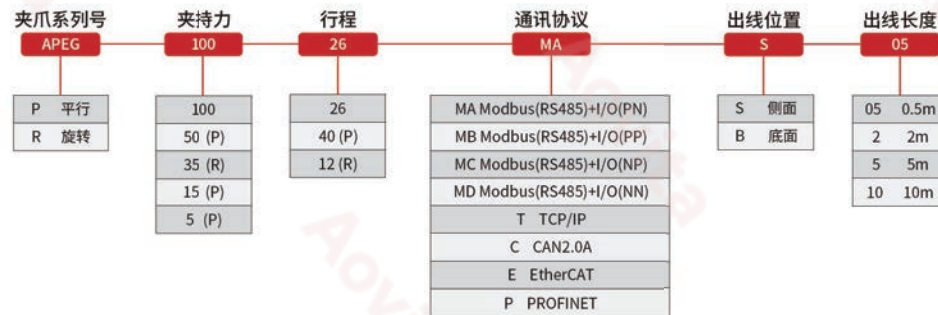 夹爪系列号 夹持力 行程 通讯协议 出线位置 出线长度
APEG 100 26 MA S 05
P 平行
R 旋转
100
50 (P)
35 (R)
15 (P)
5 (P)
26
40 (P)
12 (R)
MA Modbus(RS485)+I/O(PN)
MB Modbus(RS485)+I/O(PP)
MC Modbus(RS485)+I/O(NP)
MD Modbus(RS485)+I/O(NN)
T TCP/IP
C CAN2.0A
E EtherCAT
P PROFINET
S 侧面
B 底面
05 0.5m
2 2m
5 5m
10 10m